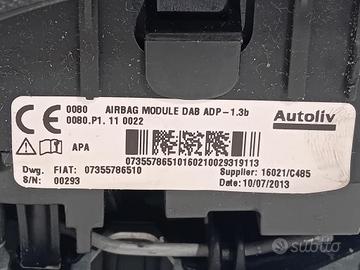 0080 AIRBAG MODULE DAB ADP-1.3b
0080.P1. 11 0022
Autoliv
APA
07355786510160210029319113
Dwg. FIAT: 07355786510
Supplier: 16021/C485
S/N: 00293
Date: 10/07/2013
subito